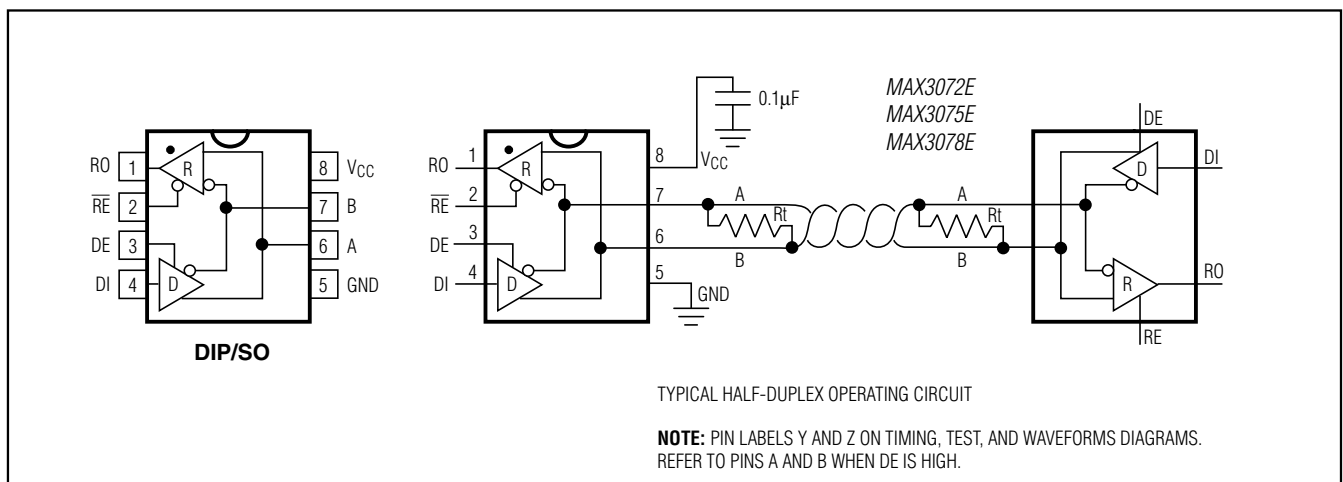 RO 1
R
8 VCC
RE 2
7 B
DE 3
6 A
DI 4
D
5 GND
DIP/SO
0.1µF
MAX3072E
MAX3075E
MAX3078E
RO 1
R
8 VCC
RE 2
7
DE 3
6
DI 4
D
5
GND
A
Rt
B
A
Rt
B
DE
D
DI
R
RO
RE
TYPICAL HALF-DUPLEX OPERATING CIRCUIT
NOTE: PIN LABELS Y AND Z ON TIMING, TEST, AND WAVEFORMS DIAGRAMS.
REFER TO PINS A AND B WHEN DE IS HIGH.